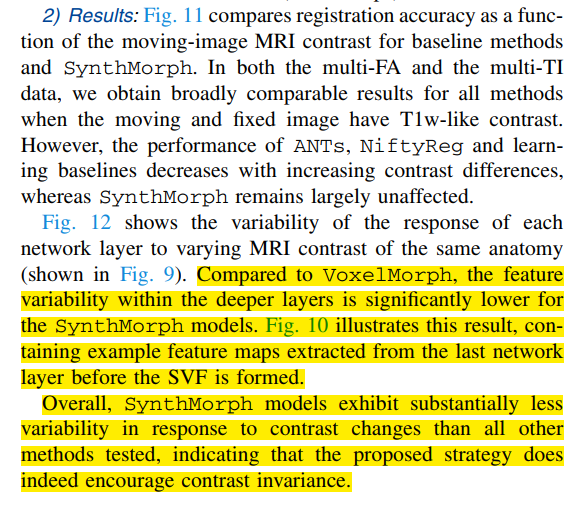 2) Results: Fig. 11 compares registration accuracy as a func-
tion of the moving-image MRI contrast for baseline methods
and SynthMorph. In both the multi-FA and the multi-TI
data, we obtain broadly comparable results for all methods
when the moving and fixed image have T1w-like contrast.
However, the performance of ANTs, NiftyReg and learn-
ing baselines decreases with increasing contrast differences,
whereas SynthMorph remains largely unaffected.
Fig. 12 shows the variability of the response of each
network layer to varying MRI contrast of the same anatomy
(shown in Fig. 9). Compared to VoxelMorph, the feature
variability within the deeper layers is significantly lower for
the SynthMorph models. Fig. 10 illustrates this result, con-
taining example feature maps extracted from the last network
layer before the SVF is formed.
Overall, SynthMorph models exhibit substantially less
variability in response to contrast changes than all other
methods tested, indicating that the proposed strategy does
indeed encourage contrast invariance.